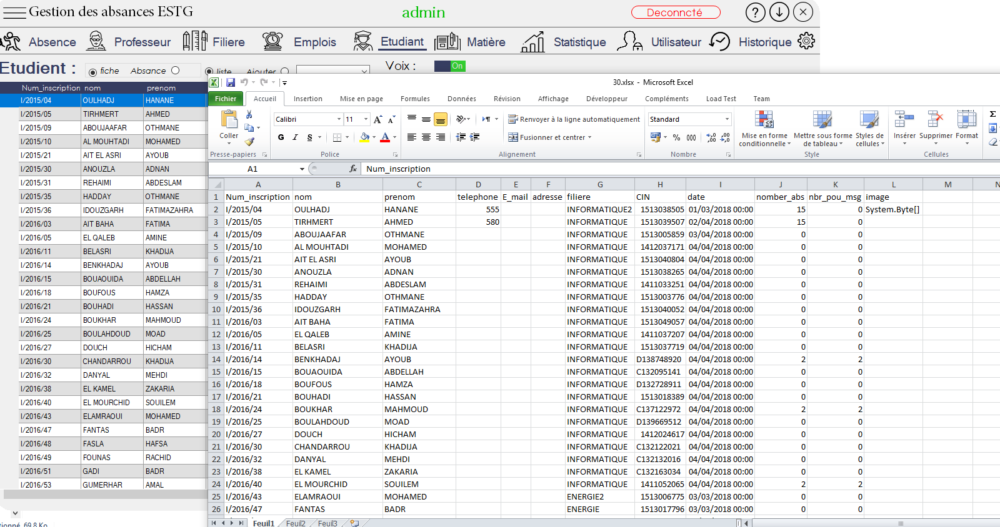 Gestion des absances ESTG
admin
Deconncté
?
Absence Professeur Filiere Emplois Etudiant Matière Statistique Utilisateur Historique
Etudient :
fiche Absance liste Ajouter
Voix : On
Num_inscription nom prenom
I/2015/04 OULHADJ HANANE
I/2015/05 TIRHMERT AHMED
I/2015/09 ABOUJAAFAR OTHMANE
I/2015/10 AL MOUHTADI MOHAMED
I/2015/21 AIT EL ASRI AYOUB
I/2015/30 ANOUZLA ADNAN
I/2015/31 REHAIMI ABDESLAM
I/2015/35 HADDAY OTHMANE
I/2015/36 IDOUZGARH FATIMAZAHRA
I/2016/03 AIT BAHA FATIMA
I/2016/05 EL QALEB AMINE
I/2016/11 BELASRI KHADIJA
I/2016/14 BENKHADAJ AYOUB
I/2016/15 BOUAOUIDA ABDELLAH
I/2016/18 BOUFOUS HAMZA
I/2016/21 BOUHADI HASSAN
I/2016/24 BOUKHAR MAHMOUD
I/2016/25 BOULAHDOUD MOAD
I/2016/27 DOUCH HICHAM
I/2016/30 CHANDARROU KHADIJA
I/2016/32 DANYAL MEHDI
I/2016/38 EL KAMEL ZAKARIA
I/2016/40 EL MOURCHID SOUILEM
I/2016/43 ELAMRAOUI MOHAMED
I/2016/47 FANTAS BADR
I/2016/48 FASLA HAFSA
I/2016/49 FOUNAS RACHID
I/2016/51 GADI BADR
I/2016/53 GUMERHAR AMAL
tionné 69,8 Ko
30.xlsx - Microsoft Excel
Fichier Accueil Insertion Mise en page Formules Données Révision Affichage Développeur Compléments Load Test Team
Coller
Presse-papiers
Calibri 11 A A
G I S A
Police
Renvoyer à la ligne automatiquement
Fusionner et centrer
Alignement
Standard
% 000
Nombre
Mise en forme conditionnelle
Mettre sous forme de tableau
Styles de cellules
Style
Insérer Supprimer Format
Cellules
Σ
A1 fx Num_inscription
A B C D E F G H I J K L M N
1 Num_inscription nom prenom telephone E_mail adresse filiere CIN date nomber_abs nbr_pou_msg image
2 I/2015/04 OULHADJ HANANE 555 INFORMATIQUE2 1513038505 01/03/2018 00:00 15 0 System.Byte[]
3 I/2015/05 TIRHMERT AHMED 580 INFORMATIQUE 1513039507 02/04/2018 00:00 15 0
4 I/2015/09 ABOUJAAFAR OTHMANE INFORMATIQUE 1513005859 03/04/2018 00:00 0 0
5 I/2015/10 AL MOUHTADI MOHAMED INFORMATIQUE 1412037171 04/04/2018 00:00 0 0
6 I/2015/21 AIT EL ASRI AYOUB INFORMATIQUE 1513040804 04/04/2018 00:00 0 0
7 I/2015/30 ANOUZLA ADNAN INFORMATIQUE 1513038265 04/04/2018 00:00 0 0
8 I/2015/31 REHAIMI ABDESLAM INFORMATIQUE 1411033251 04/04/2018 00:00 0 0
9 I/2015/35 HADDAY OTHMANE INFORMATIQUE 1513003776 04/04/2018 00:00 0 0
10 I/2015/36 IDOUZGARH FATIMAZAHRA INFORMATIQUE 1513040052 04/04/2018 00:00 0 0
11 I/2016/03 AIT BAHA FATIMA INFORMATIQUE 1513049057 04/04/2018 00:00 0 0
12 I/2016/05 EL QALEB AMINE INFORMATIQUE 1411037207 04/04/2018 00:00 0 0
13 I/2016/11 BELASRI KHADIJA INFORMATIQUE 1513037719 04/04/2018 00:00 0 0
14 I/2016/14 BENKHADAJ AYOUB INFORMATIQUE D138748920 04/04/2018 00:00 2 2
15 I/2016/15 BOUAOUIDA ABDELLAH INFORMATIQUE C132095141 04/04/2018 00:00 0 0
16 I/2016/18 BOUFOUS HAMZA INFORMATIQUE D132728911 04/04/2018 00:00 0 0
17 I/2016/21 BOUHADI HASSAN INFORMATIQUE 1513018389 04/04/2018 00:00 0 0
18 I/2016/24 BOUKHAR MAHMOUD INFORMATIQUE C137122972 04/04/2018 00:00 2 2
19 I/2016/25 BOULAHDOUD MOAD INFORMATIQUE D139669512 04/04/2018 00:00 0 0
20 I/2016/27 DOUCH HICHAM INFORMATIQUE 1412024617 04/04/2018 00:00 0 0
21 I/2016/30 CHANDARROU KHADIJA INFORMATIQUE C132122021 04/04/2018 00:00 0 0
22 I/2016/32 DANYAL MEHDI INFORMATIQUE C132132016 04/04/2018 00:00 0 0
23 I/2016/38 EL KAMEL ZAKARIA INFORMATIQUE C132163034 04/04/2018 00:00 0 0
24 I/2016/40 EL MOURCHID SOUILEM INFORMATIQUE 1411052065 04/04/2018 00:00 2 2
25 I/2016/43 ELAMRAOUI MOHAMED ENERGIE2 1513006775 03/03/2018 00:00 0 0
26 I/2016/47 FANTAS BADR ENERGIE 1513017796 03/03/2018 00:00 0 0
Feuil1 Feuil2 Feuil3